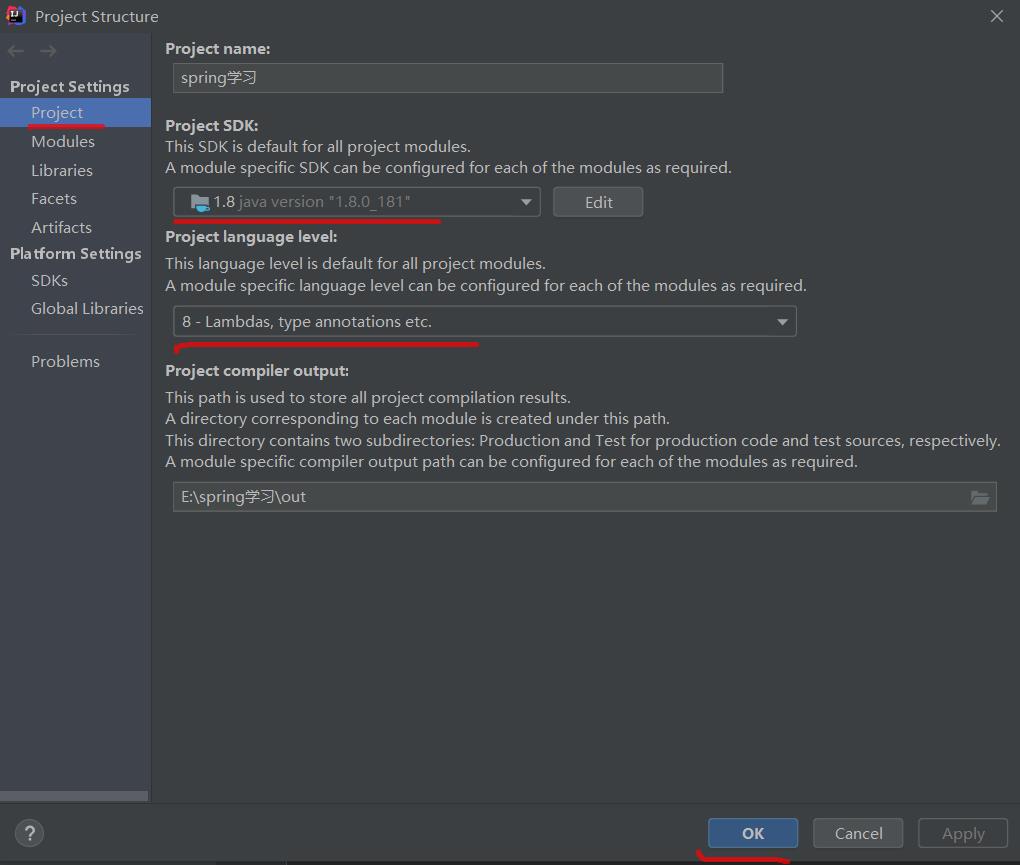 Project Structure
Project name:
spring学习
Project Settings
Project
Modules
Libraries
Facets
Artifacts
Platform Settings
SDKs
Global Libraries
Problems
Project SDK:
This SDK is default for all project modules.
A module specific SDK can be configured for each of the modules as required.
1.8 java version "1.8.0_181"
Edit
Project language level:
This language level is default for all project modules.
A module specific language level can be configured for each of the modules as required.
8 - Lambdas, type annotations etc.
Project compiler output:
This path is used to store all project compilation results.
A directory corresponding to each module is created under this path.
This directory contains two subdirectories: Production and Test for production code and test sources, respectively.
A module specific compiler output path can be configured for each of the modules as required.
E:\spring学习\out
?
OK
Cancel
Apply